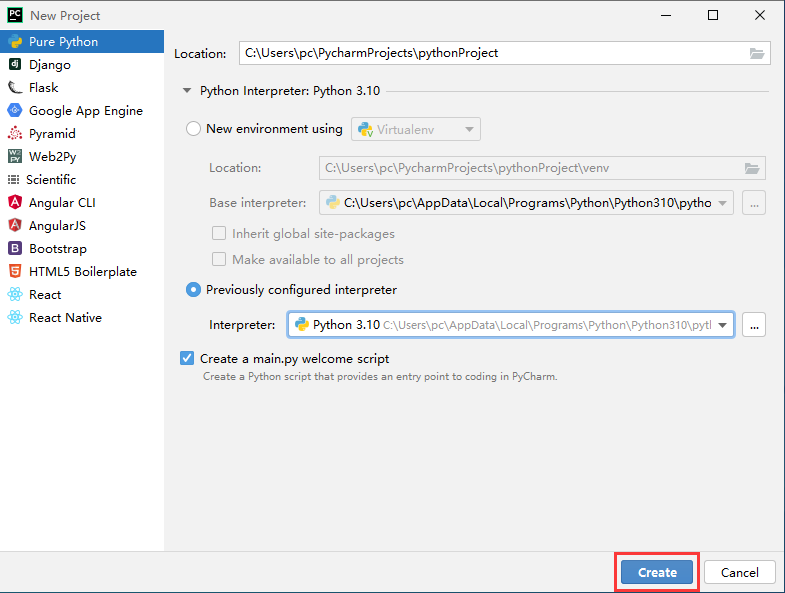 New Project
Pure Python
Django
Flask
Google App Engine
Pyramid
Web2Py
Scientific
Angular CLI
AngularJS
Bootstrap
HTML5 Boilerplate
React
React Native
Location: C:\Users\pc\PycharmProjects\pythonProject
Python Interpreter: Python 3.10
New environment using Virtualenv
Location: C:\Users\pc\PycharmProjects\pythonProject\venv
Base interpreter: C:\Users\pc\AppData\Local\Programs\Python\Python310\pytho ...
Inherit global site-packages
Make available to all projects
Previously configured interpreter
Interpreter: Python 3.10 C:\Users\pc\AppData\Local\Programs\Python\Python310\pytl ...
Create a main.py welcome script
Create a Python script that provides an entry point to coding in PyCharm.
Create Cancel